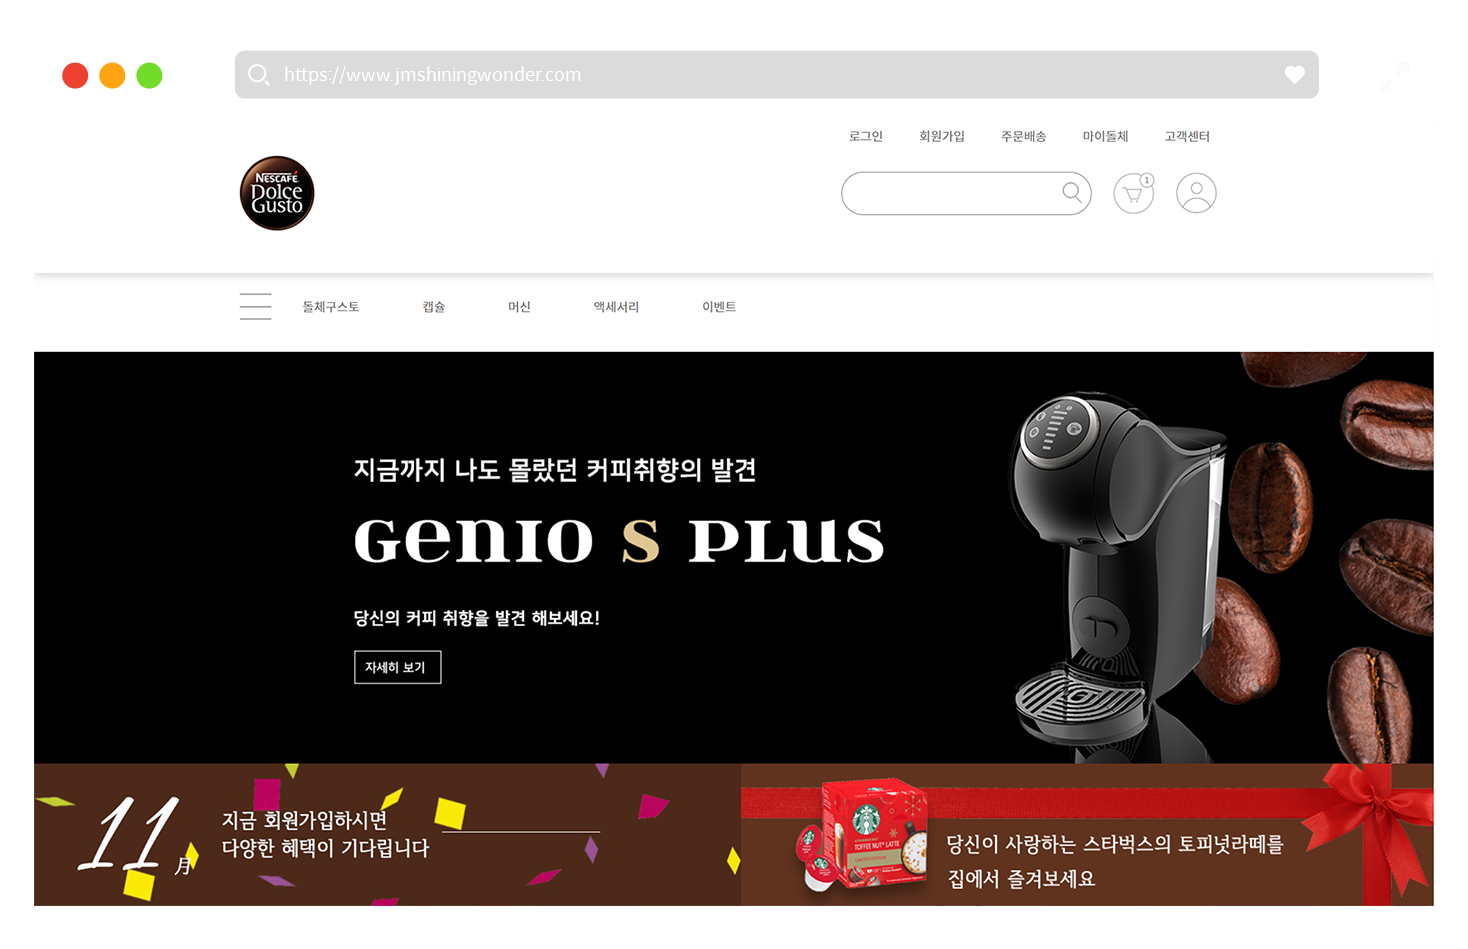 https://www.jmshiningwonder.com
로그인 회원가입 주문배송 마이돌체 고객센터
NESCAFÉ
Dolce
Gusto
1
돌체구스토 캡슐 머신 액세서리 이벤트
지금까지 나도 몰랐던 커피취향의 발견
GENIO S PLUS
당신의 커피 취향을 발견 해보세요!
자세히 보기
11月
지금 회원가입하시면
다양한 혜택이 기다립니다
STARBUCKS
TOFFEE NUT LATTE
LIMITED EDITION
당신이 사랑하는 스타벅스의 토피넛라떼를
집에서 즐겨보세요